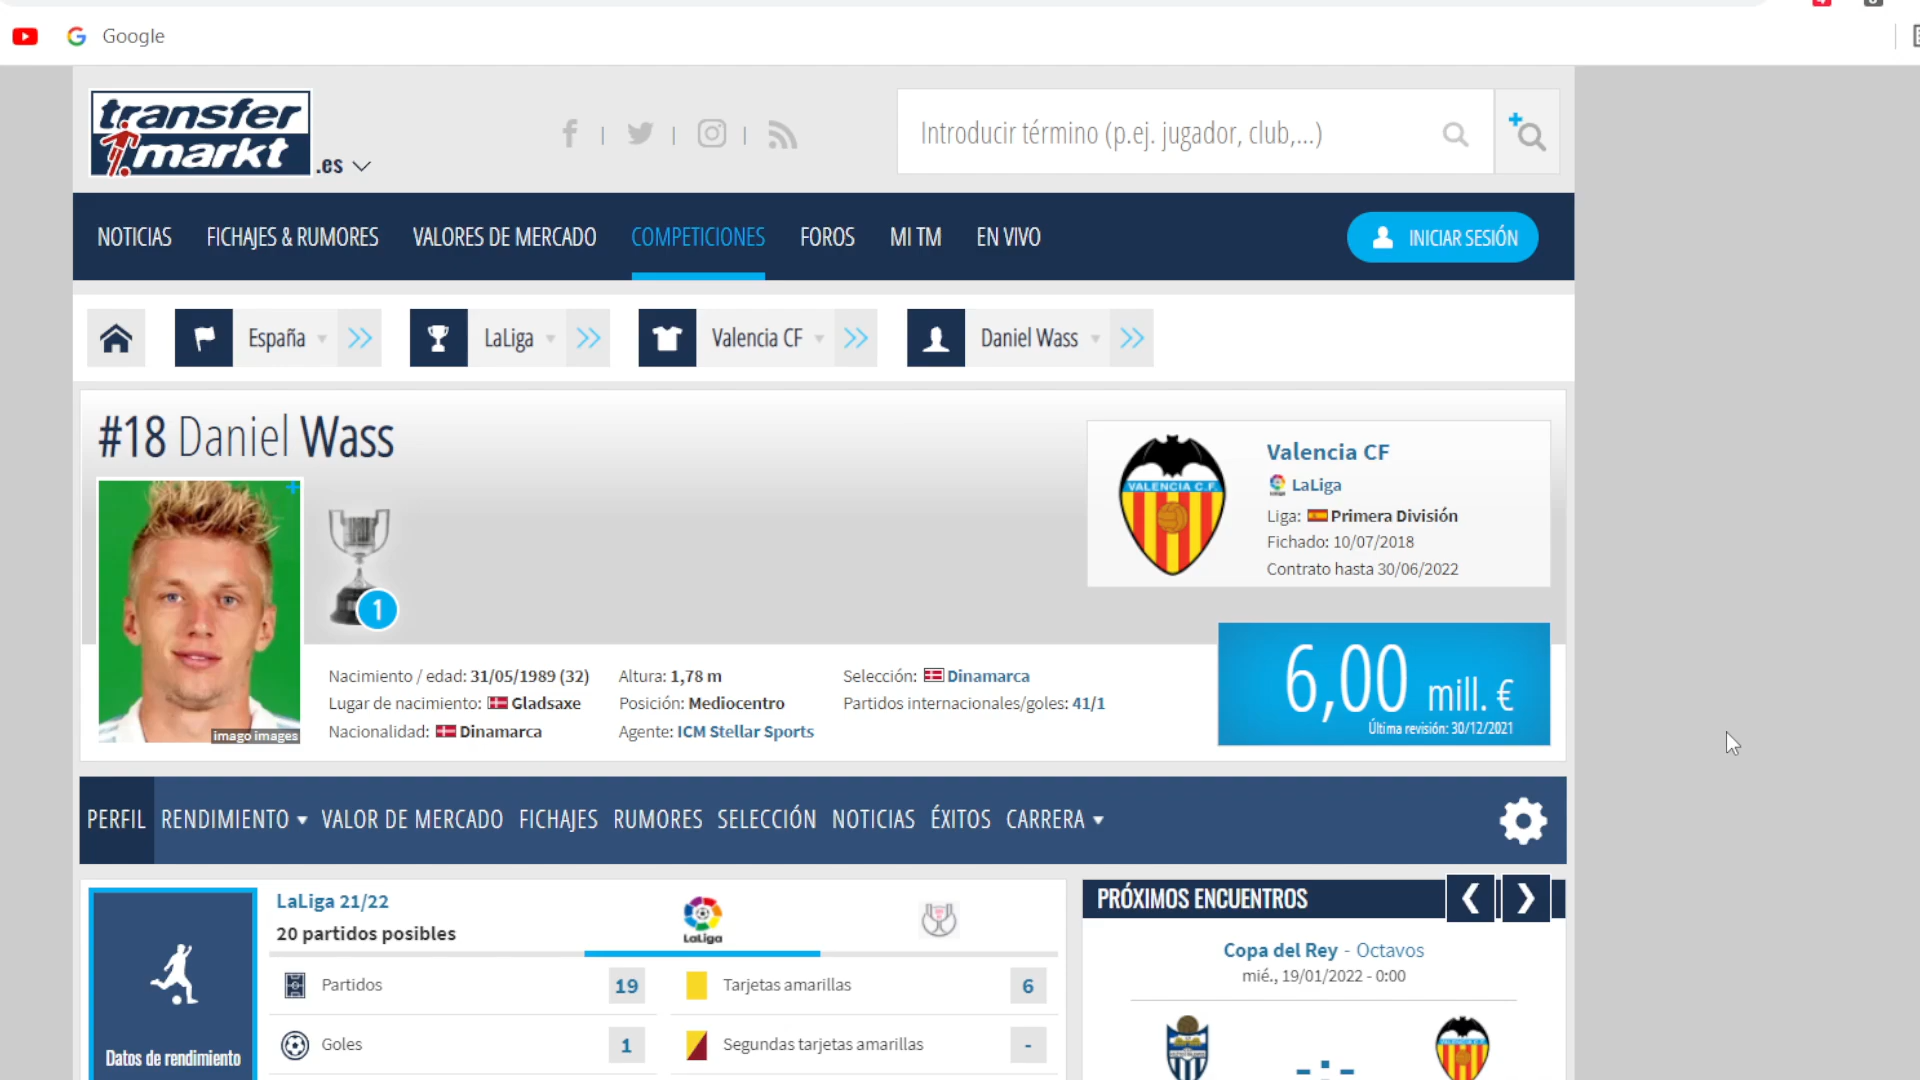 Google
transfer
markt
.es
Introducir término (p.ej. jugador, club,...)
NOTICIAS FICHAJES & RUMORES VALORES DE MERCADO COMPETICIONES FOROS MI TM EN VIVO INICIAR SESIÓN
España LaLiga Valencia CF Daniel Wass
#18 Daniel Wass
1
imago images
VALENCIA C.F.
Valencia CF
LaLiga
Liga: Primera División
Fichado: 10/07/2018
Contrato hasta 30/06/2022
Nacimiento / edad: 31/05/1989 (32)
Lugar de nacimiento: Gladsaxe
Nacionalidad: Dinamarca
Altura: 1,78 m
Posición: Mediocentro
Agente: ICM Stellar Sports
Selección: Dinamarca
Partidos internacionales/goles: 41/1
6,00 mill. €
Última revisión: 30/12/2021
PERFIL RENDIMIENTO VALOR DE MERCADO FICHAJES RUMORES SELECCIÓN NOTICIAS ÉXITOS CARRERA
Datos de rendimiento
LaLiga 21/22
20 partidos posibles
LaLiga
Partidos 19
Tarjetas amarillas 6
Goles 1
Segundas tarjetas amarillas -
PRÓXIMOS ENCUENTROS
Copa del Rey - Octavos
mié., 19/01/2022 - 0:00
-:-